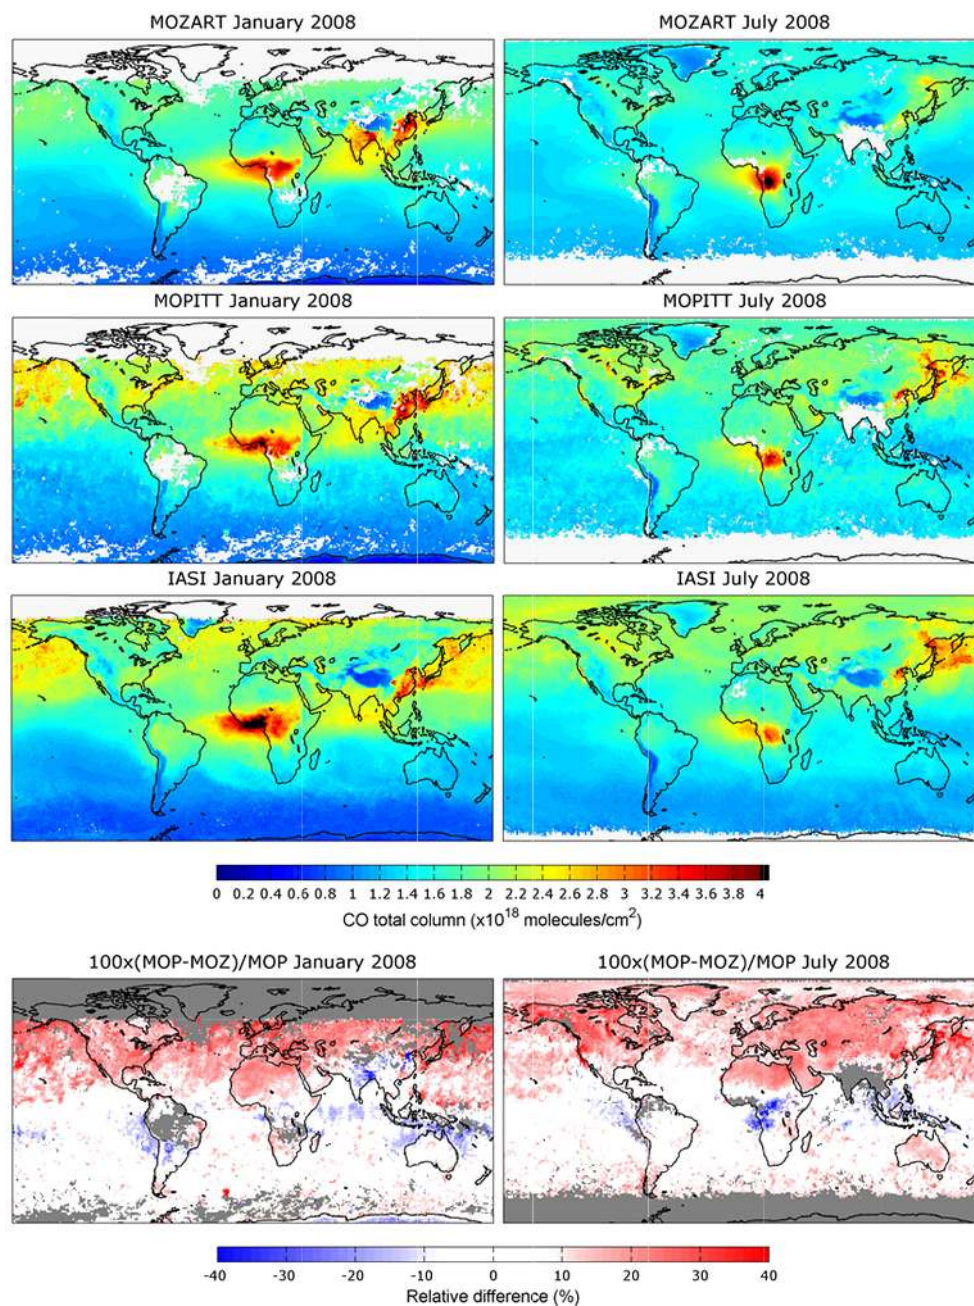 MOZART January 2008
MOZART July 2008
MOPITT January 2008
MOPITT July 2008
IASI January 2008
IASI July 2008
0 0.2 0.4 0.6 0.8 1 1.2 1.4 1.6 1.8 2 2.2 2.4 2.6 2.8 3 3.2 3.4 3.6 3.8 4
CO total column (x10^18 molecules/cm^2)
100x(MOP-MOZ)/MOP January 2008
100x(MOP-MOZ)/MOP July 2008
-40 -30 -20 -10 0 10 20 30 40
Relative difference (%)